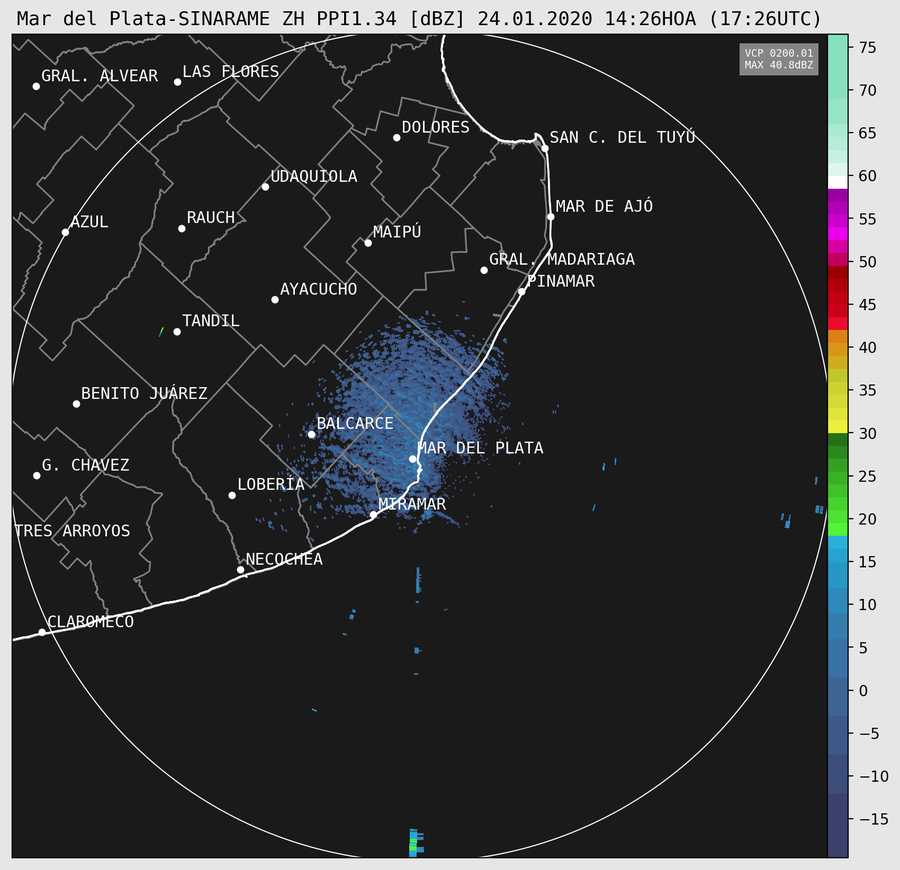 Mar del Plata-SINARAME ZH PPI1.34 [dBZ] 24.01.2020 14:26HOA (17:26UTC)
VCP 0200.01
MAX 40.8dBZ
GRAL. ALVEAR
LAS FLORES
DOLORES
SAN C. DEL TUYÚ
UDAQUIOLA
MAR DE AJÓ
AZUL
RAUCH
MAIPÚ
GRAL. MADARIAGA
PINAMAR
AYACUCHO
TANDIL
BENITO JUÁREZ
BALCARCE
MAR DEL PLATA
G. CHAVEZ
LOBERÍA
MIRAMAR
TRES ARROYOS
NECOCHEA
CLAROMECO
75
70
65
60
55
50
45
40
35
30
25
20
15
10
5
0
−5
−10
−15